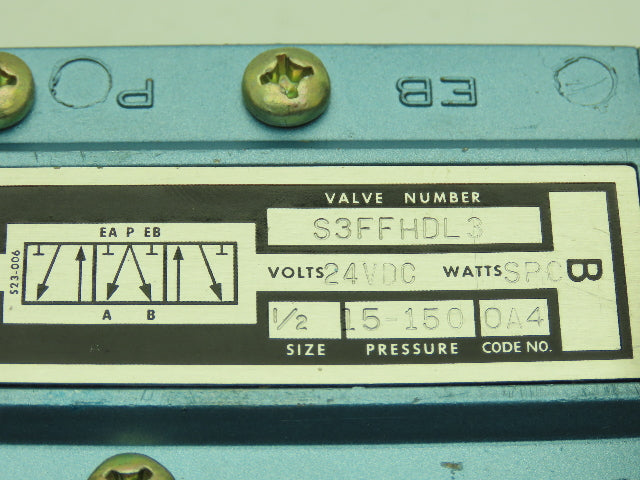 P EB
VALVE NUMBER
S3FFHDL3
EA P EB
VOLTS 24VDC WATTS SPC
B
S23-006
A B
1/2 15-150 0A4
SIZE PRESSURE CODE NO.